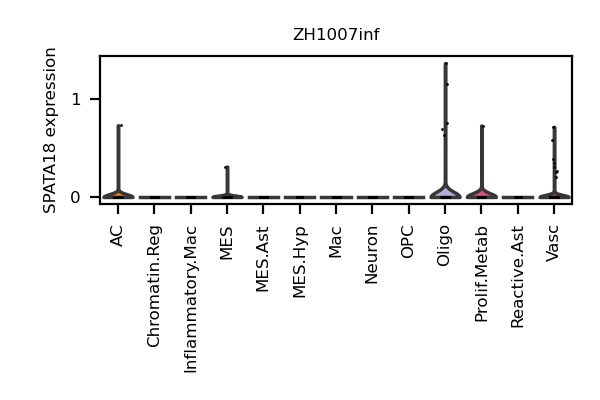 ZH1007inf
SPATA18 expression
1
0
AC
Chromatin.Reg
Inflammatory.Mac
MES
MES.Ast
MES.Hyp
Mac
Neuron
OPC
Oligo
Prolif.Metab
Reactive.Ast
Vasc